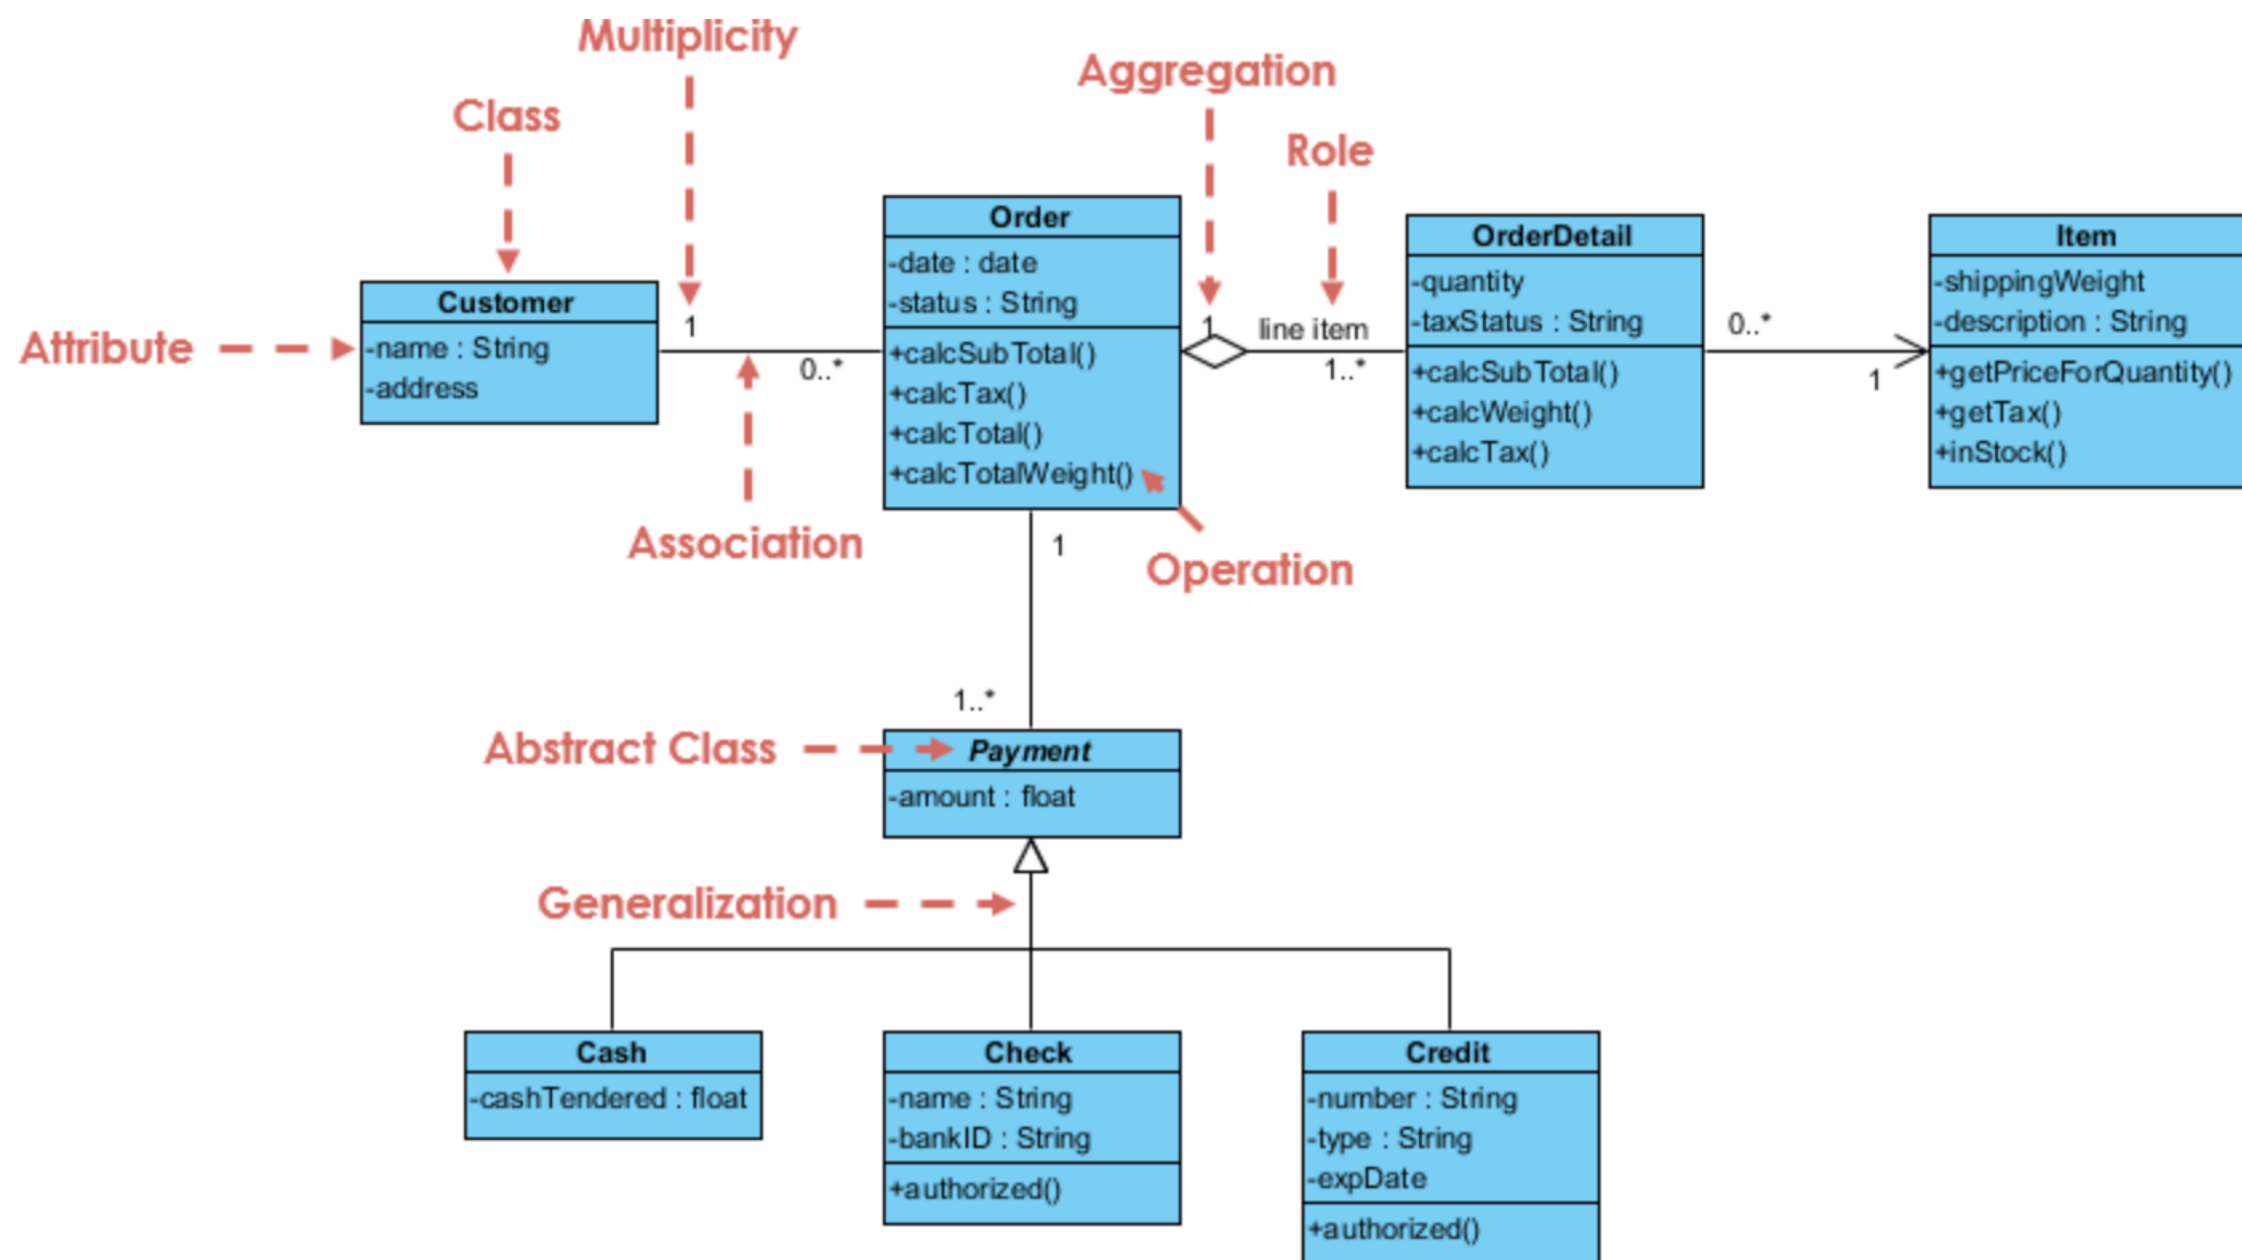 Multiplicity
Aggregation
Class
Role
Attribute
Association
Operation
Abstract Class
Generalization
Customer
-name : String
-address
1
0..*
Order
-date : date
-status : String
+calcSubTotal()
+calcTax()
+calcTotal()
+calcTotalWeight()
1
line item
1..*
OrderDetail
-quantity
-taxStatus : String
+calcSubTotal()
+calcWeight()
+calcTax()
0..*
1
Item
-shippingWeight
-description : String
+getPriceForQuantity()
+getTax()
+inStock()
1
1..*
Payment
-amount : float
Cash
-cashTendered : float
Check
-name : String
-bankID : String
+authorized()
Credit
-number : String
-type : String
-expDate
+authorized()